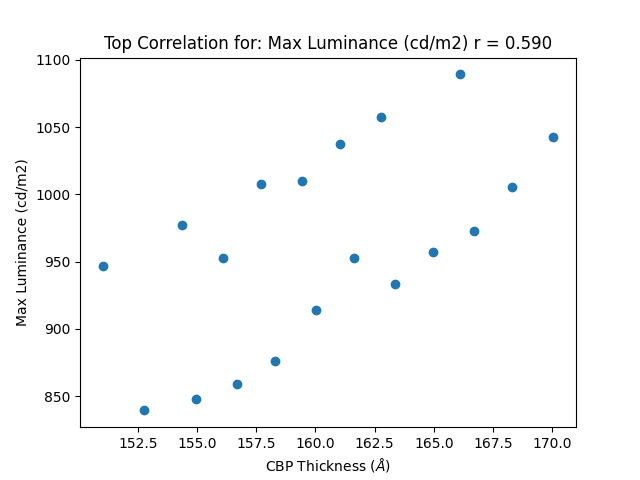 Top Correlation for: Max Luminance (cd/m2) r = 0.590
1100
1050
1000
950
900
850
Max Luminance (cd/m2)
152.5 155.0 157.5 160.0 162.5 165.0 167.5 170.0
CBP Thickness (Å)